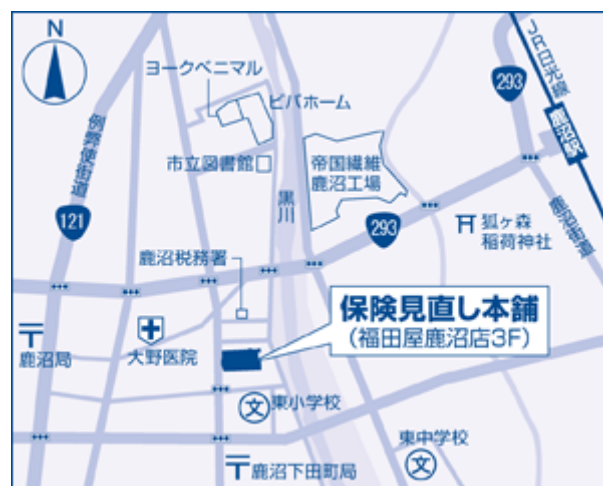 N
ヨークベニマル
ビバホーム
JR日光線
293
鹿沼駅
例幣使街道
市立図書館
帝国繊維
鹿沼工場
黒川
121
293
狐ヶ森
稲荷神社
鹿沼街道
鹿沼税務署
保険見直し本舗
(福田屋鹿沼店3F)
鹿沼局
大野医院
文
東小学校
東中学校
文
鹿沼下田町局